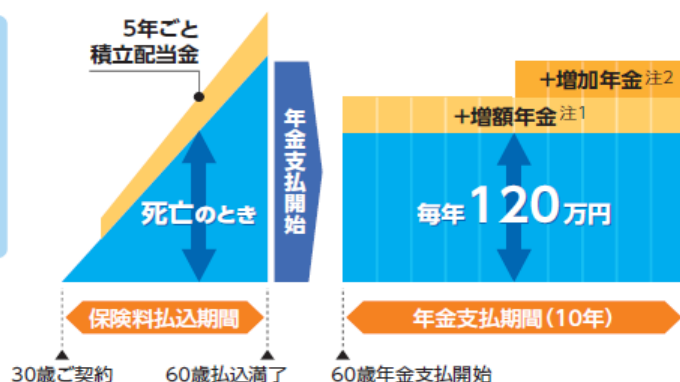 5年ごと
積立配当金
死亡のとき
年金支払開始
+増加年金注2
+増額年金注1
毎年120万円
保険料払込期間
年金支払期間(10年)
30歳ご契約
60歳払込満了
60歳年金支払開始